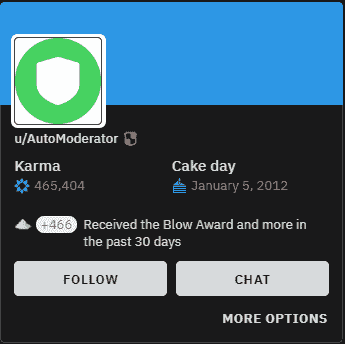 u/AutoModerator
Karma
Cake day
465,404
January 5, 2012
+466
Received the Blow Award and more in
the past 30 days
FOLLOW
CHAT
MORE OPTIONS